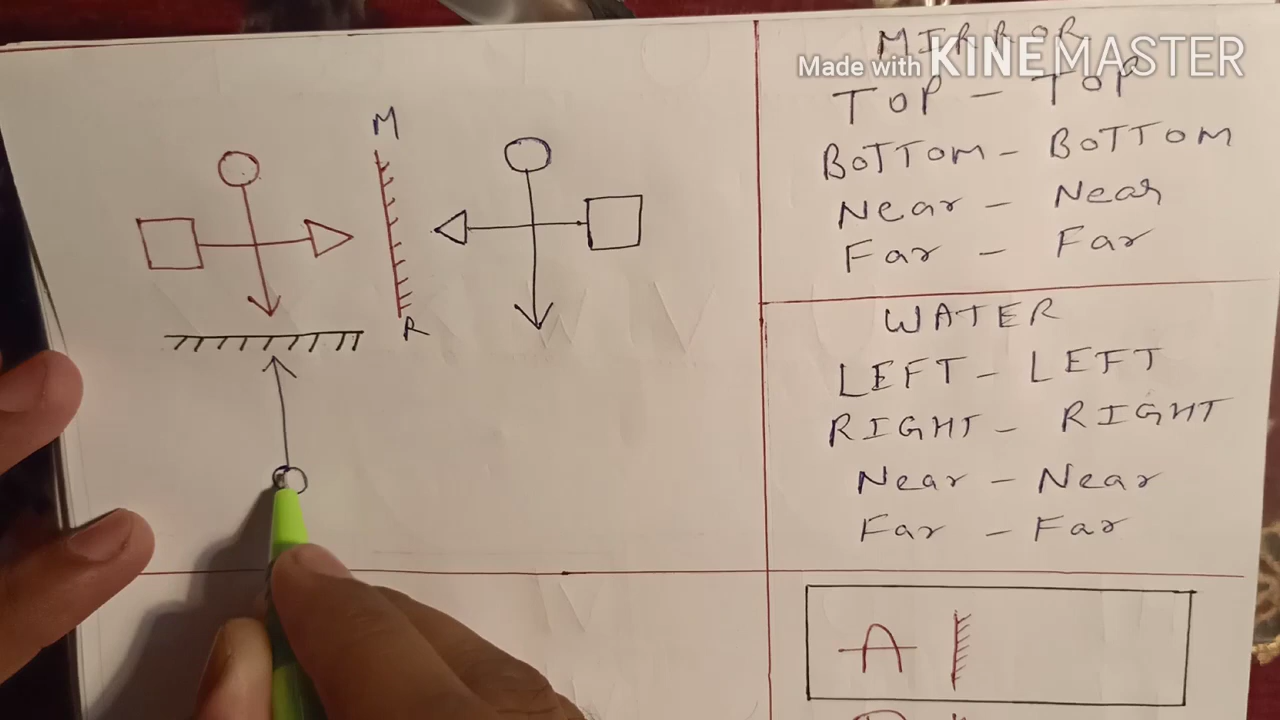 MIRROR
Made with KINEMASTER
TOP - TOP
BOTTOM - BOTTOM
Near - Near
Far - Far
M
R
WATER
LEFT - LEFT
RIGHT - RIGHT
Near - Near
Far - Far
A